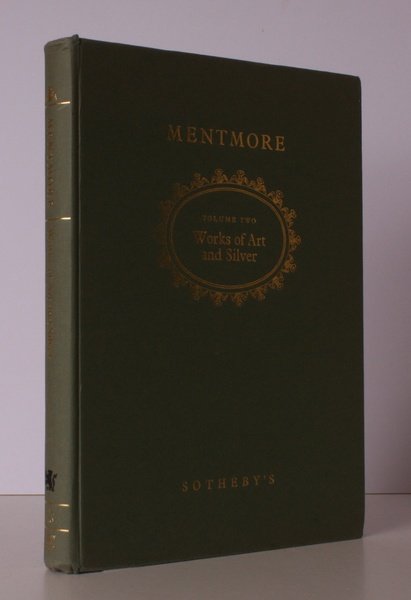 MENTMORE
VOLUME TWO
Works of Art
and Silver
SOTHEBY'S